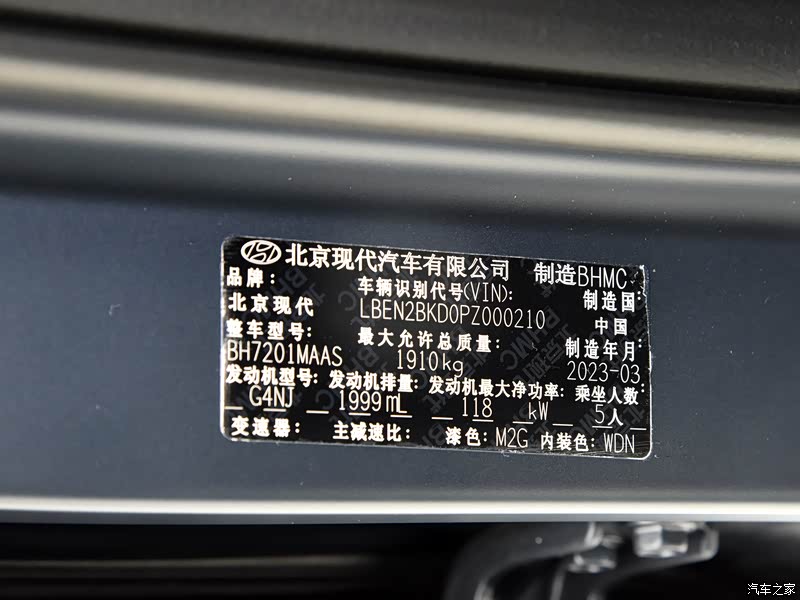 北京现代汽车有限公司 制造BHMC
品牌: 车辆识别代号(VIN): 制造国:
北京现代 LBEN2BKD0PZ000210 中国
整车型号: 最大允许总质量: 制造年月
BH7201MAAS 1910kg 2023-03
发动机型号: 发动机排量: 发动机最大净功率: 乘坐人数:
G4NJ 1999mL 118 kW 5人
变速器: 主减速比: 漆色: M2G 内装色: WDN
汽车之家